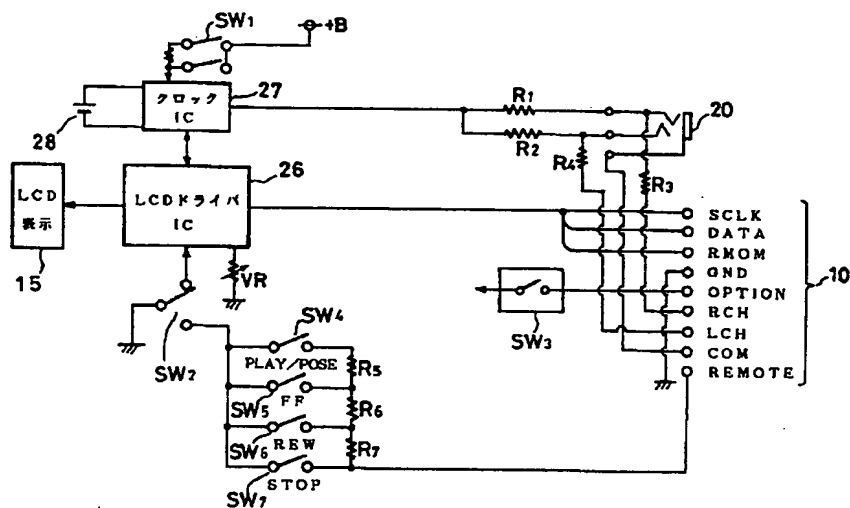 SW1
+B
27
クロック
IC
28
R1
20
R2
R4
R3
26
LCD
表示
LCDドライバ
IC
15
VR
SCLK
DATA
RMOM
GND
OPTION
RCH
LCH
COM
REMOTE
10
SW3
SW2
SW4
PLAY/POSE
R5
SW5
FF
R6
SW6
REW
R7
SW7
STOP